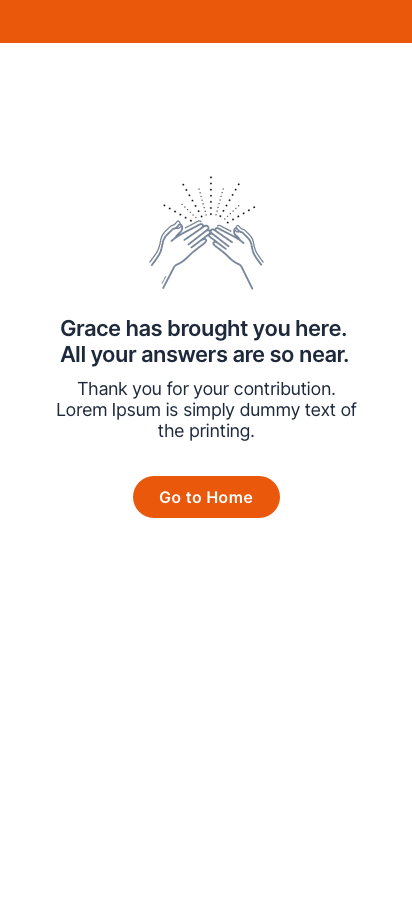 Grace has brought you here.
All your answers are so near.
Thank you for your contribution.
Lorem Ipsum is simply dummy text of
the printing.
Go to Home